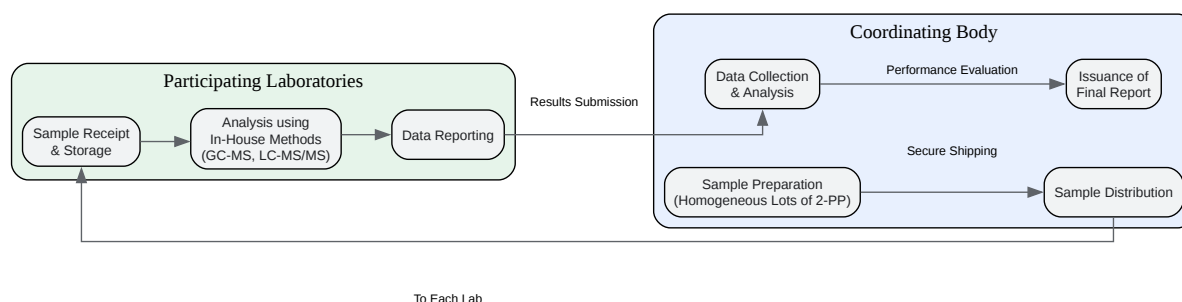 Coordinating Body
Participating Laboratories
Data Collection
& Analysis
Performance Evaluation
Issuance of
Final Report
Results Submission
Sample Receipt
& Storage
Analysis using
In-House Methods
(GC-MS, LC-MS/MS)
Data Reporting
Secure Shipping
Sample Preparation
(Homogeneous Lots of 2-PP)
Sample Distribution
To Each Lab